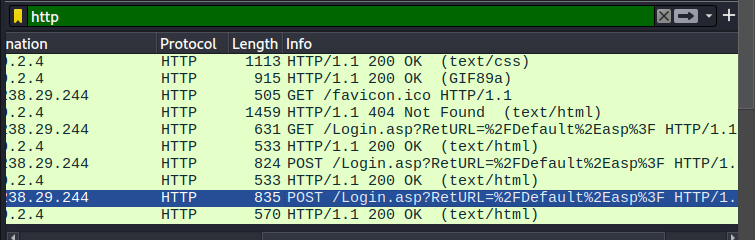 http
nation Protocol Length Info
.2.4 HTTP 1113 HTTP/1.1 200 OK (text/css)
.2.4 HTTP 915 HTTP/1.1 200 OK (GIF89a)
238.29.244 HTTP 505 GET /favicon.ico HTTP/1.1
.2.4 HTTP 1459 HTTP/1.1 404 Not Found (text/html)
238.29.244 HTTP 631 GET /Login.asp?RetURL=%2FDefault%2Easp%3F HTTP/1.1
.2.4 HTTP 533 HTTP/1.1 200 OK (text/html)
238.29.244 HTTP 824 POST /Login.asp?RetURL=%2FDefault%2Easp%3F HTTP/1.
.2.4 HTTP 533 HTTP/1.1 200 OK (text/html)
238.29.244 HTTP 835 POST /Login.asp?RetURL=%2FDefault%2Easp%3F HTTP/1.
.2.4 HTTP 570 HTTP/1.1 200 OK (text/html)